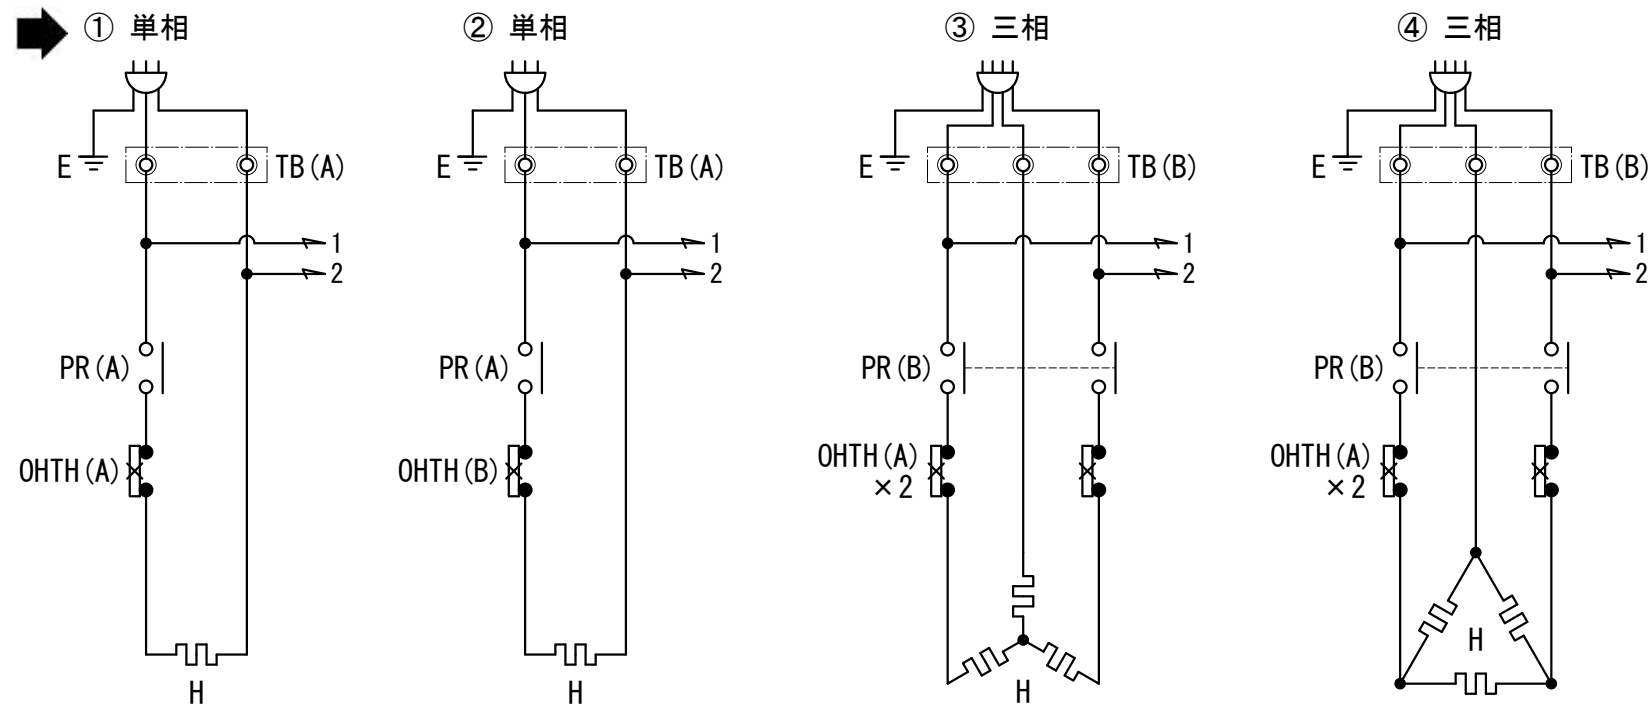 ① 単相
② 単相
③ 三相
④ 三相
E
TB(A)
E
TB(A)
E
TB(B)
E
TB(B)
1
1
1
1
2
2
2
2
PR(A)
PR(A)
PR(B)
PR(B)
OHTH(A)
OHTH(B)
OHTH(A)
×2
OHTH(A)
×2
H
H
H
H